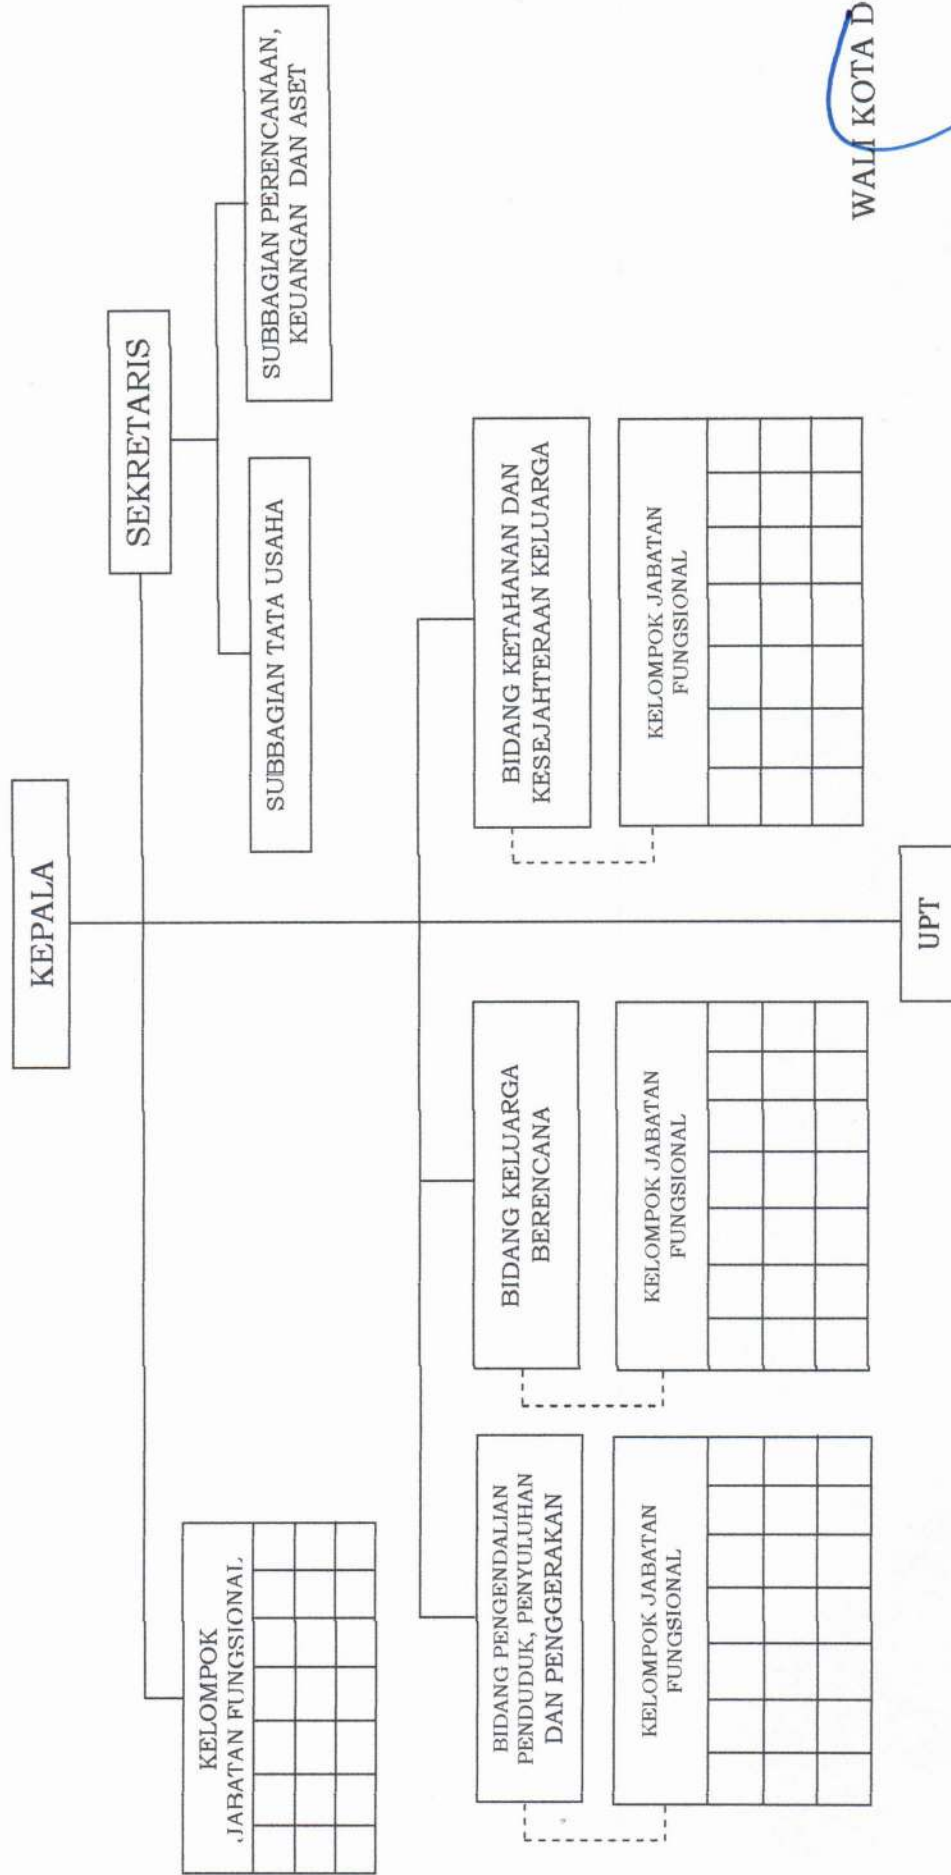 KEPALA
SEKRETARIS
SUBBAGIAN TATA USAHA
SUBBAGIAN PERENCANAAN,
KEUANGAN DAN ASET
KELOMPOK
JABATAN FUNGSIONAL
BIDANG PENGENDALIAN
PENDUDUK, PENYULUHAN
DAN PENGGERAKAN
KELOMPOK JABATAN
FUNGSIONAL
BIDANG KELUARGA
BERENCANA
KELOMPOK JABATAN
FUNGSIONAL
BIDANG KETAHANAN DAN
KESEJAHTERAAN KELUARGA
KELOMPOK JABATAN
FUNGSIONAL
UPT
WALI KOTA D